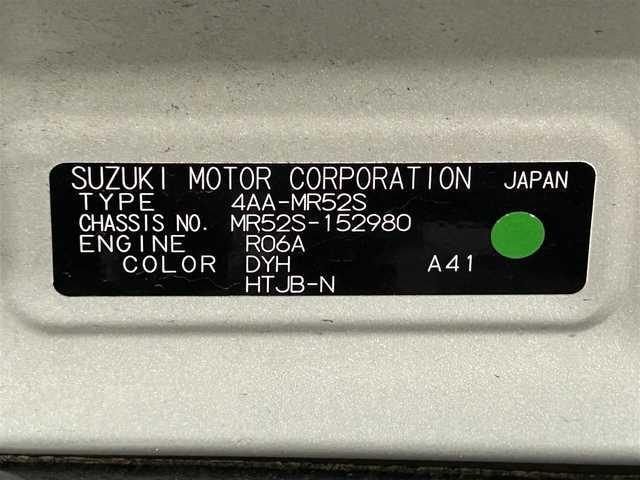 SUZUKI MOTOR CORPORATION JAPAN
TYPE 4AA-MR52S
CHASSIS NO. MR52S-152980
ENGINE R06A
COLOR DYH A41
HTJB-N